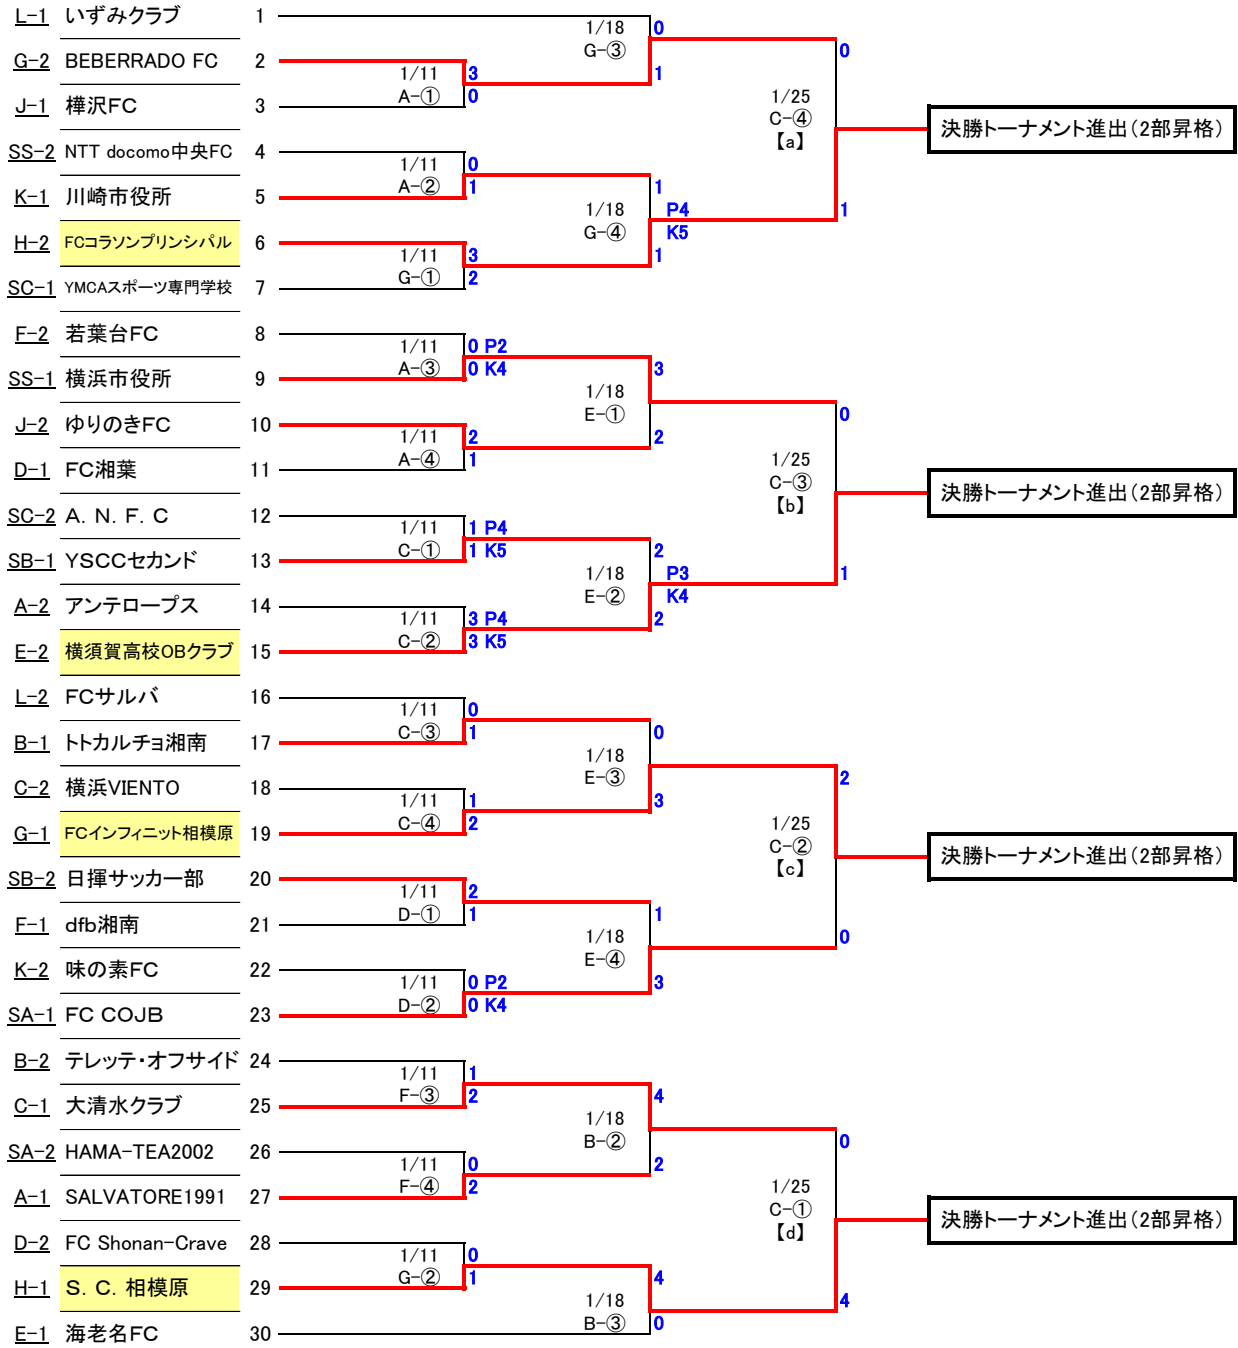 L-1 いずみクラブ 1
1/18 0
G-③
G-2 BEBERRADO FC 2
1/11 3
A-① 0
1
0
J-1 樺沢FC 3
1/25
C-④
【a】
決勝トーナメント進出(2部昇格)
SS-2 NTT docomo中央FC 4
1/11 0
A-② 1
K-1 川崎市役所 5
1
1/18 P4
G-④ K5
1
1
H-2 FCコラソンプリンシパル 6
1/11 3
G-① 2
SC-1 YMCAスポーツ専門学校 7
F-2 若葉台FC 8
1/11 0 P2
A-③ 0 K4
SS-1 横浜市役所 9
3
1/18
E-①
2
0
J-2 ゆりのきFC 10
1/11 2
A-④ 1
D-1 FC湘葉 11
1/25
C-③
【b】
決勝トーナメント進出(2部昇格)
SC-2 A. N. F. C 12
1/11 1 P4
C-① 1 K5
SB-1 YSCCセカンド 13
2
1/18 P3
E-② K4
2
1
A-2 アンテロープス 14
1/11 3 P4
C-② 3 K5
E-2 横須賀高校OBクラブ 15
L-2 FCサルバ 16
1/11 0
C-③ 1
B-1 トトカルチョ湘南 17
0
1/18
E-③
3
2
C-2 横浜VIENTO 18
1/11 1
C-④ 2
G-1 FCインフィニット相模原 19
1/25
C-②
【c】
決勝トーナメント進出(2部昇格)
SB-2 日揮サッカー部 20
1/11 2
D-① 1
F-1 dfb湘南 21
1
1/18
E-④
3
0
K-2 味の素FC 22
1/11 0 P2
D-② 0 K4
SA-1 FC COJB 23
B-2 テレッテ・オフサイド 24
1/11 1
F-③ 2
C-1 大清水クラブ 25
4
1/18
B-②
2
0
SA-2 HAMA-TEA2002 26
1/11 0
F-④ 2
A-1 SALVATORE1991 27
1/25
C-①
【d】
決勝トーナメント進出(2部昇格)
D-2 FC Shonan-Crave 28
1/11 0
G-② 1
H-1 S. C. 相模原 29
4
1/18
B-③ 0
4
E-1 海老名FC 30